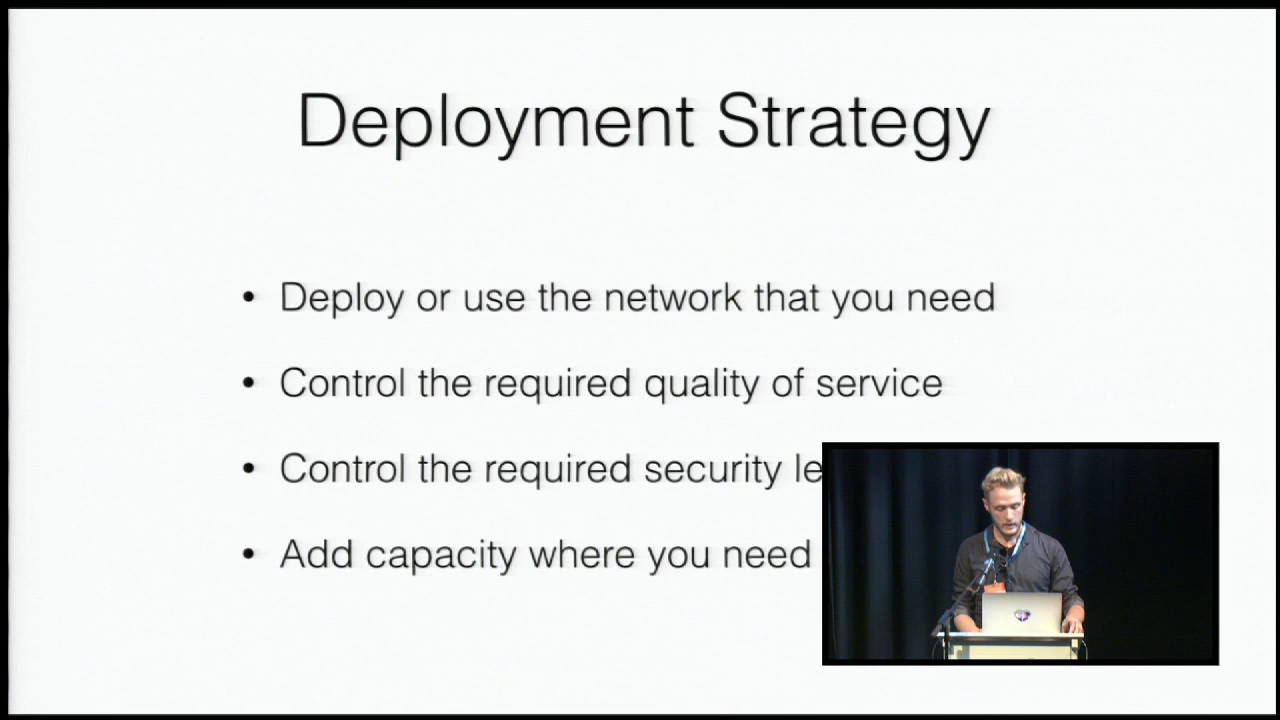 Deployment Strategy
• Deploy or use the network that you need
• Control the required quality of service
• Control the required security
• Add capacity where you need